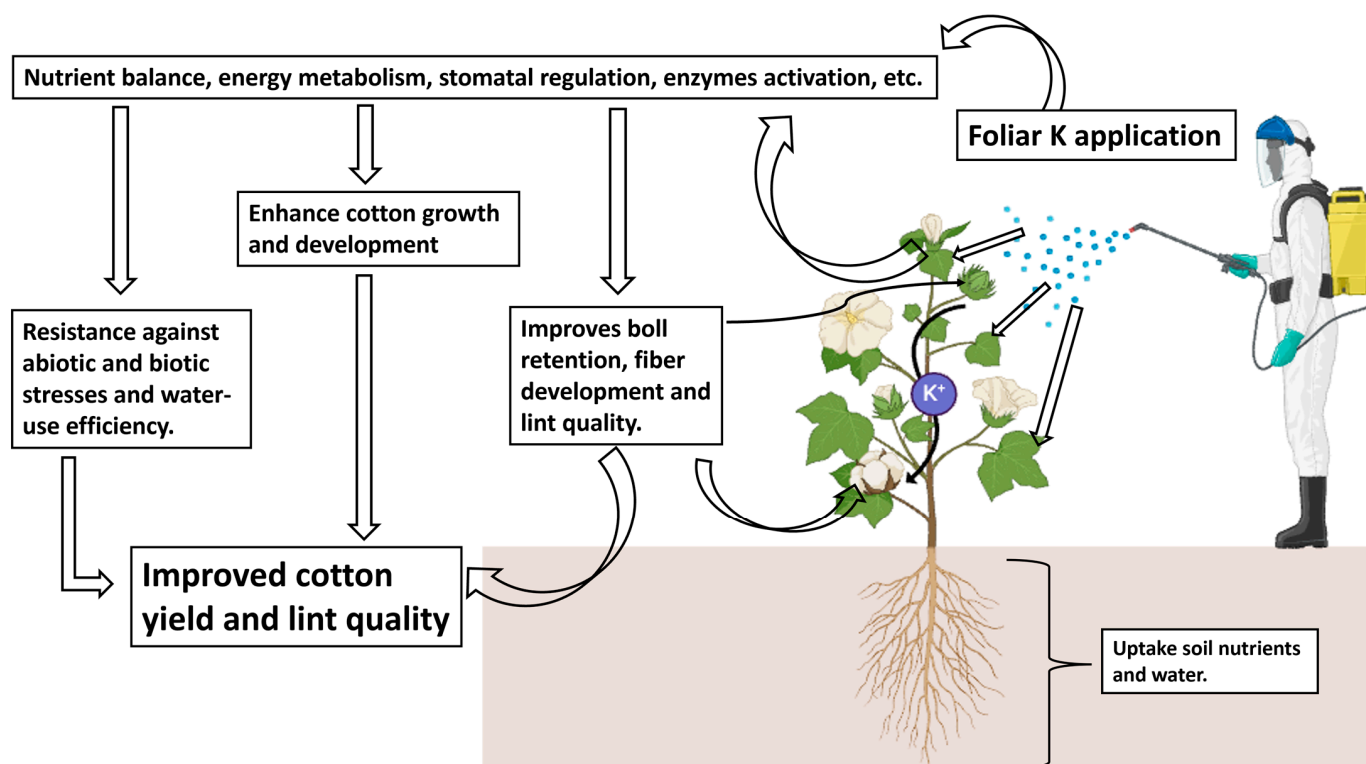 Nutrient balance, energy metabolism, stomatal regulation, enzymes activation, etc.
Foliar K application
Enhance cotton growth
and development
Resistance against
abiotic and biotic
stresses and water-
use efficiency.
Improves boll
retention, fiber
development and
lint quality.
K⁺
Improved cotton
yield and lint quality
Uptake soil nutrients
and water.